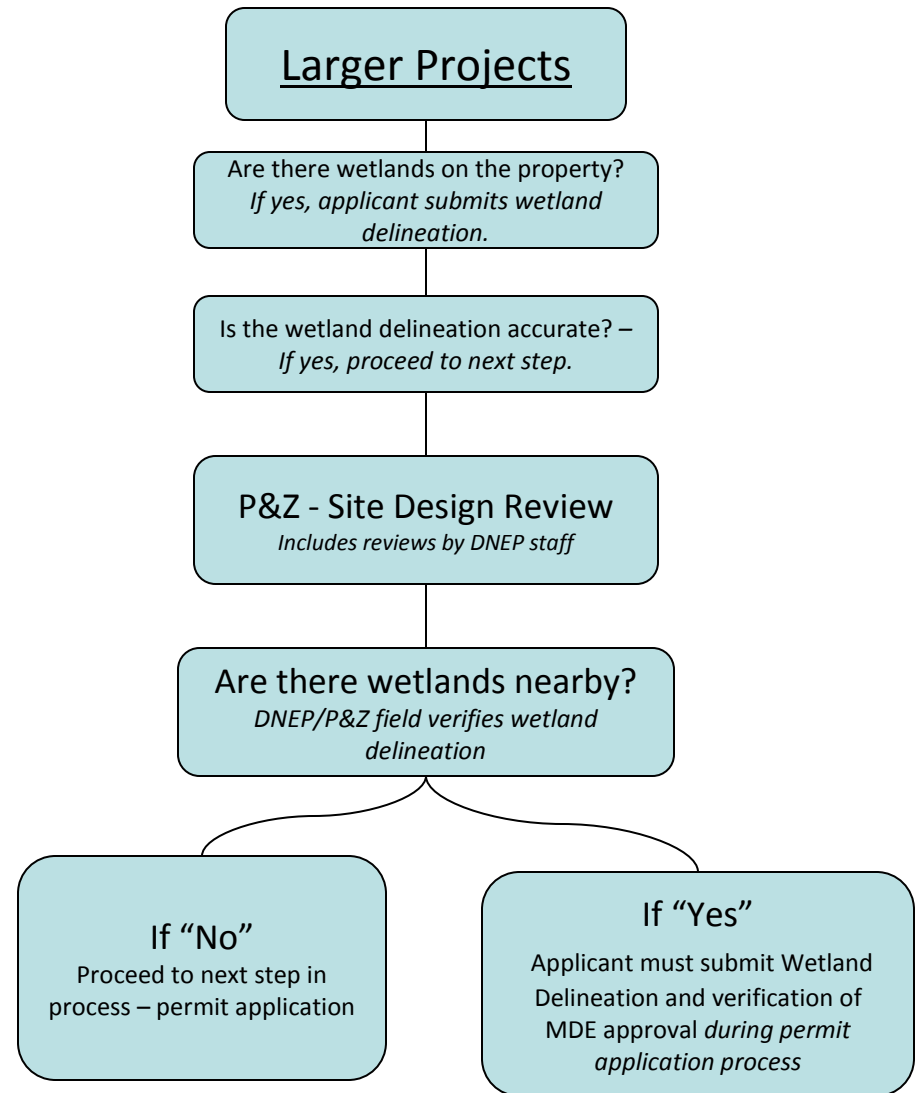 Larger Projects
Are there wetlands on the property?
If yes, applicant submits wetland
delineation.
Is the wetland delineation accurate? –
If yes, proceed to next step.
P&Z - Site Design Review
Includes reviews by DNEP staff
Are there wetlands nearby?
DNEP/P&Z field verifies wetland
delineation
If “No”
Proceed to next step in
process – permit application
If “Yes”
Applicant must submit Wetland
Delineation and verification of
MDE approval during permit
application process